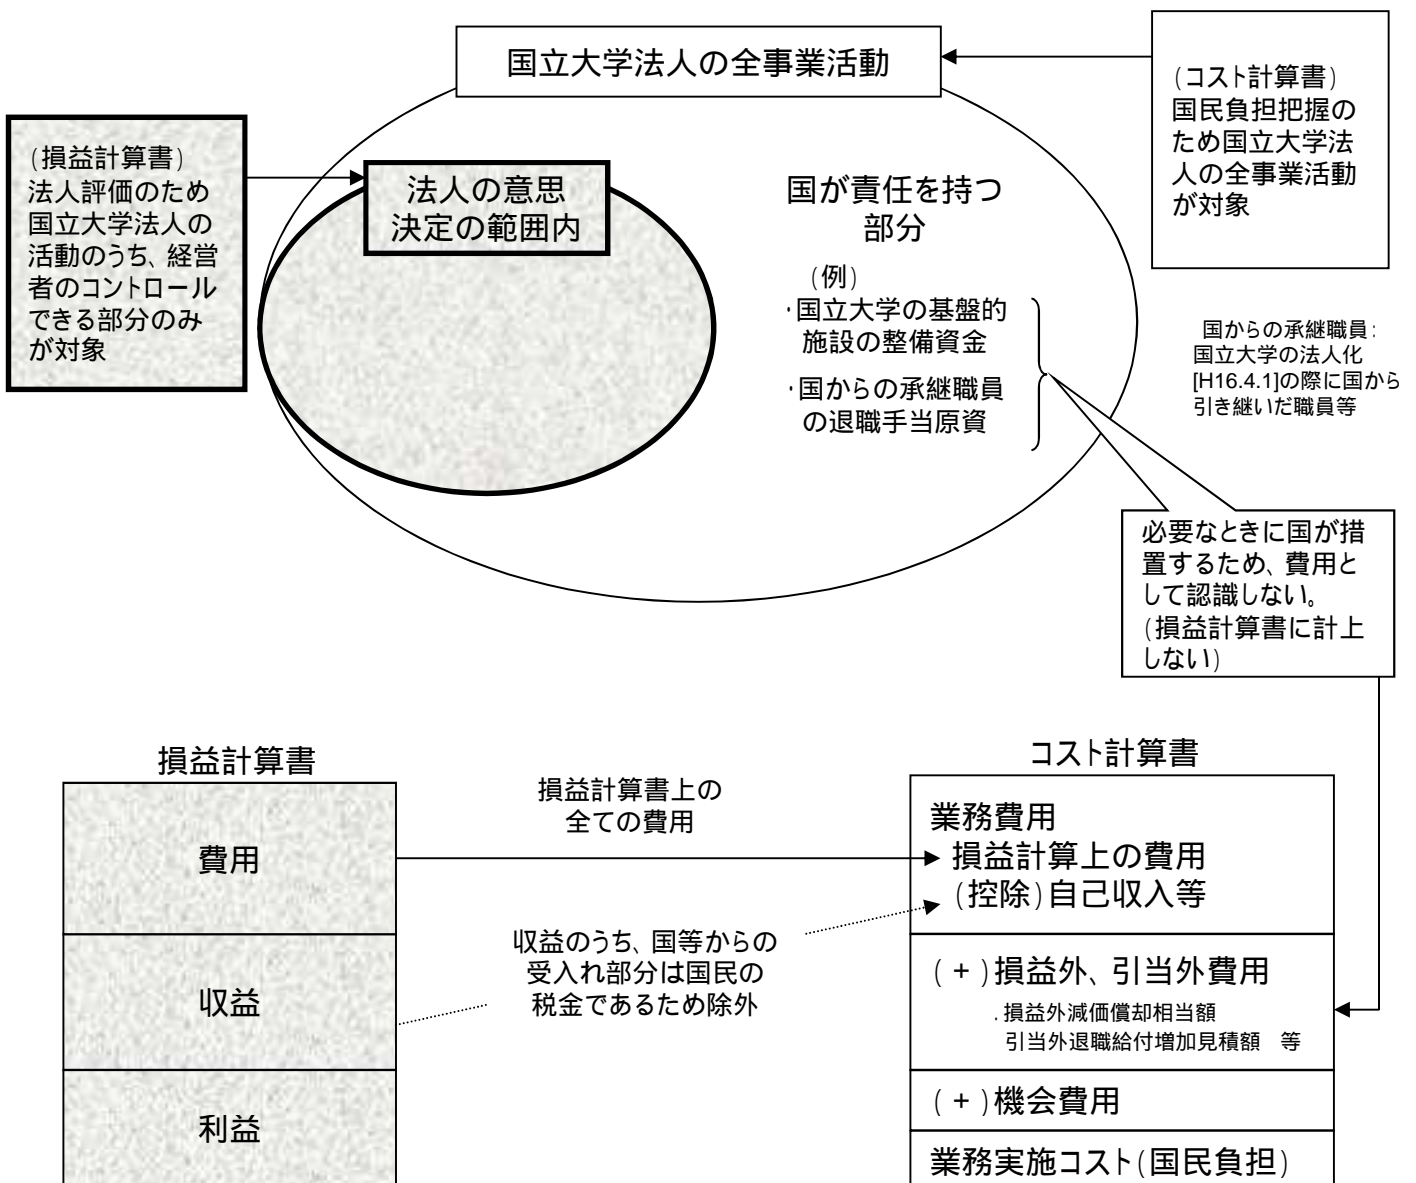 国立大学法人の全事業活動
(コスト計算書)
国民負担把握の
ため国立大学法
人の全事業活動
が対象
(損益計算書)
法人評価のため
国立大学法人の
活動のうち、経営
者のコントロール
できる部分のみ
が対象
法人の意思
決定の範囲内
国が責任を持つ
部分
(例)
・国立大学の基盤的
施設の整備資金
・国からの承継職員
の退職手当原資
国からの承継職員:
国立大学の法人化
[H16.4.1]の際に国から
引き継いだ職員等
必要なときに国が措
置するため、費用と
して認識しない。
(損益計算書に計上
しない)
損益計算書
費用
収益
利益
損益計算書上の
全ての費用
収益のうち、国等からの
受入れ部分は国民の
税金であるため除外
コスト計算書
業務費用
損益計算上の費用
(控除)自己収入等
(+)損益外、引当外費用
.損益外減価償却相当額
引当外退職給付増加見積額 等
(+)機会費用
業務実施コスト(国民負担)